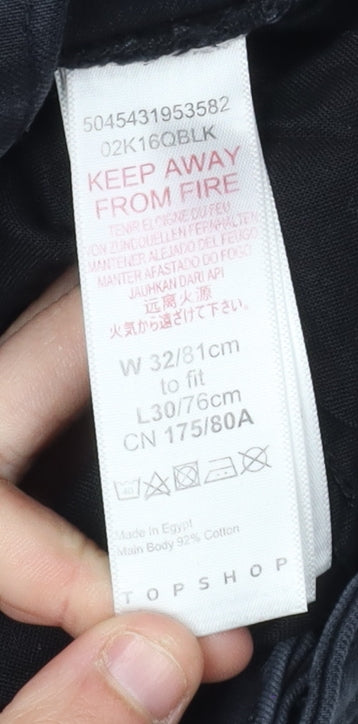 5045431953582
02K16QBLK
KEEP AWAY
FROM FIRE
TENIR ELOIGNE DU FEU
VON ZUNDQUELLEN FERNHALTEN
MANTENER ALEJADO DEL FEUGO
MANTER AFASTADO DO FOGO
JAUHKAN DARI API
远离火源
火気から遠ざけて下さい。
W 32/81cm
to fit
L30/76cm
CN 175/80A
Made in Egypt
Main Body 92% Cotton
TOPSHOP